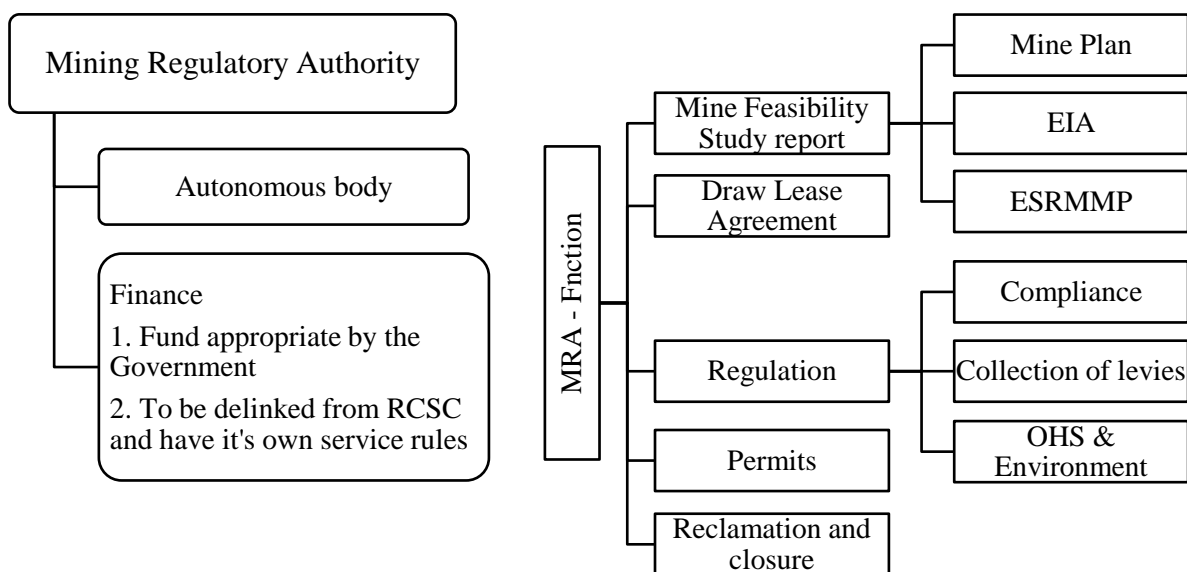 Mining Regulatory Authority
Autonomous body
Finance
1. Fund appropriate by the
Government
2. To be delinked from RCSC
and have it's own service rules
MRA - Fnction
Mine Feasibility
Study report
Mine Plan
EIA
ESRMMP
Draw Lease
Agreement
Regulation
Compliance
Collection of levies
OHS &
Environment
Permits
Reclamation and
closure